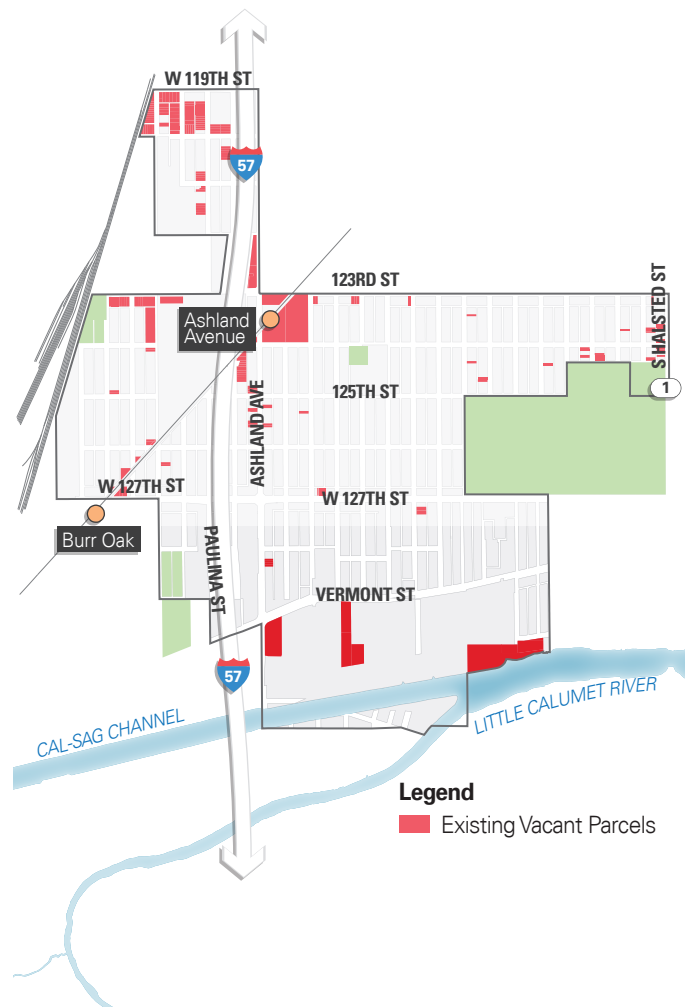 W 119TH ST
57
123RD ST
S HALSTED ST
Ashland
Avenue
1
125TH ST
ASHLAND AVE
W 127TH ST
W 127TH ST
Burr Oak
PAULINA ST
VERMONT ST
57
CAL-SAG CHANNEL
LITTLE CALUMET RIVER
Legend
Existing Vacant Parcels